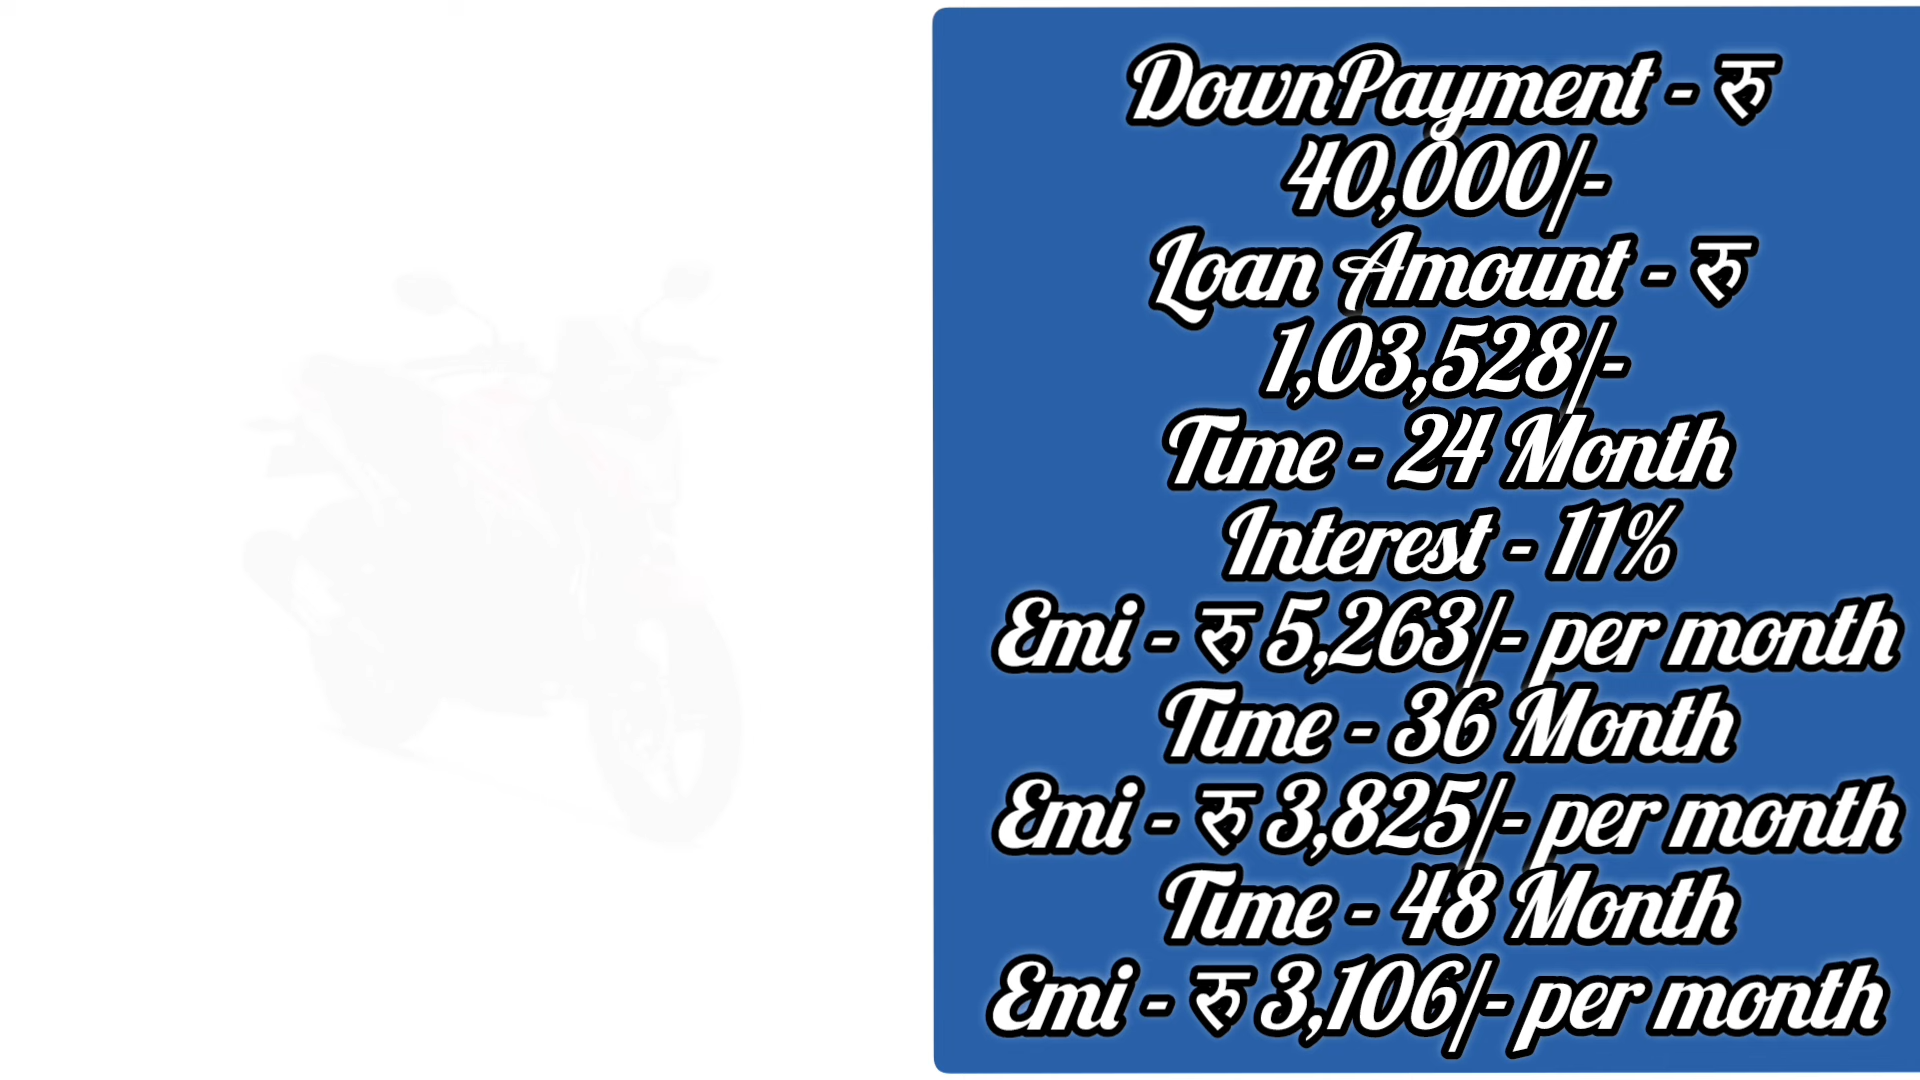 DownPayment - रु
40,000/-
Loan Amount - रु
1,03,528/-
Time - 24 Month
Interest - 11%
Emi - रु 5,263/- per month
Time - 36 Month
Emi - रु 3,825/- per month
Time - 48 Month
Emi - रु 3,106/- per month